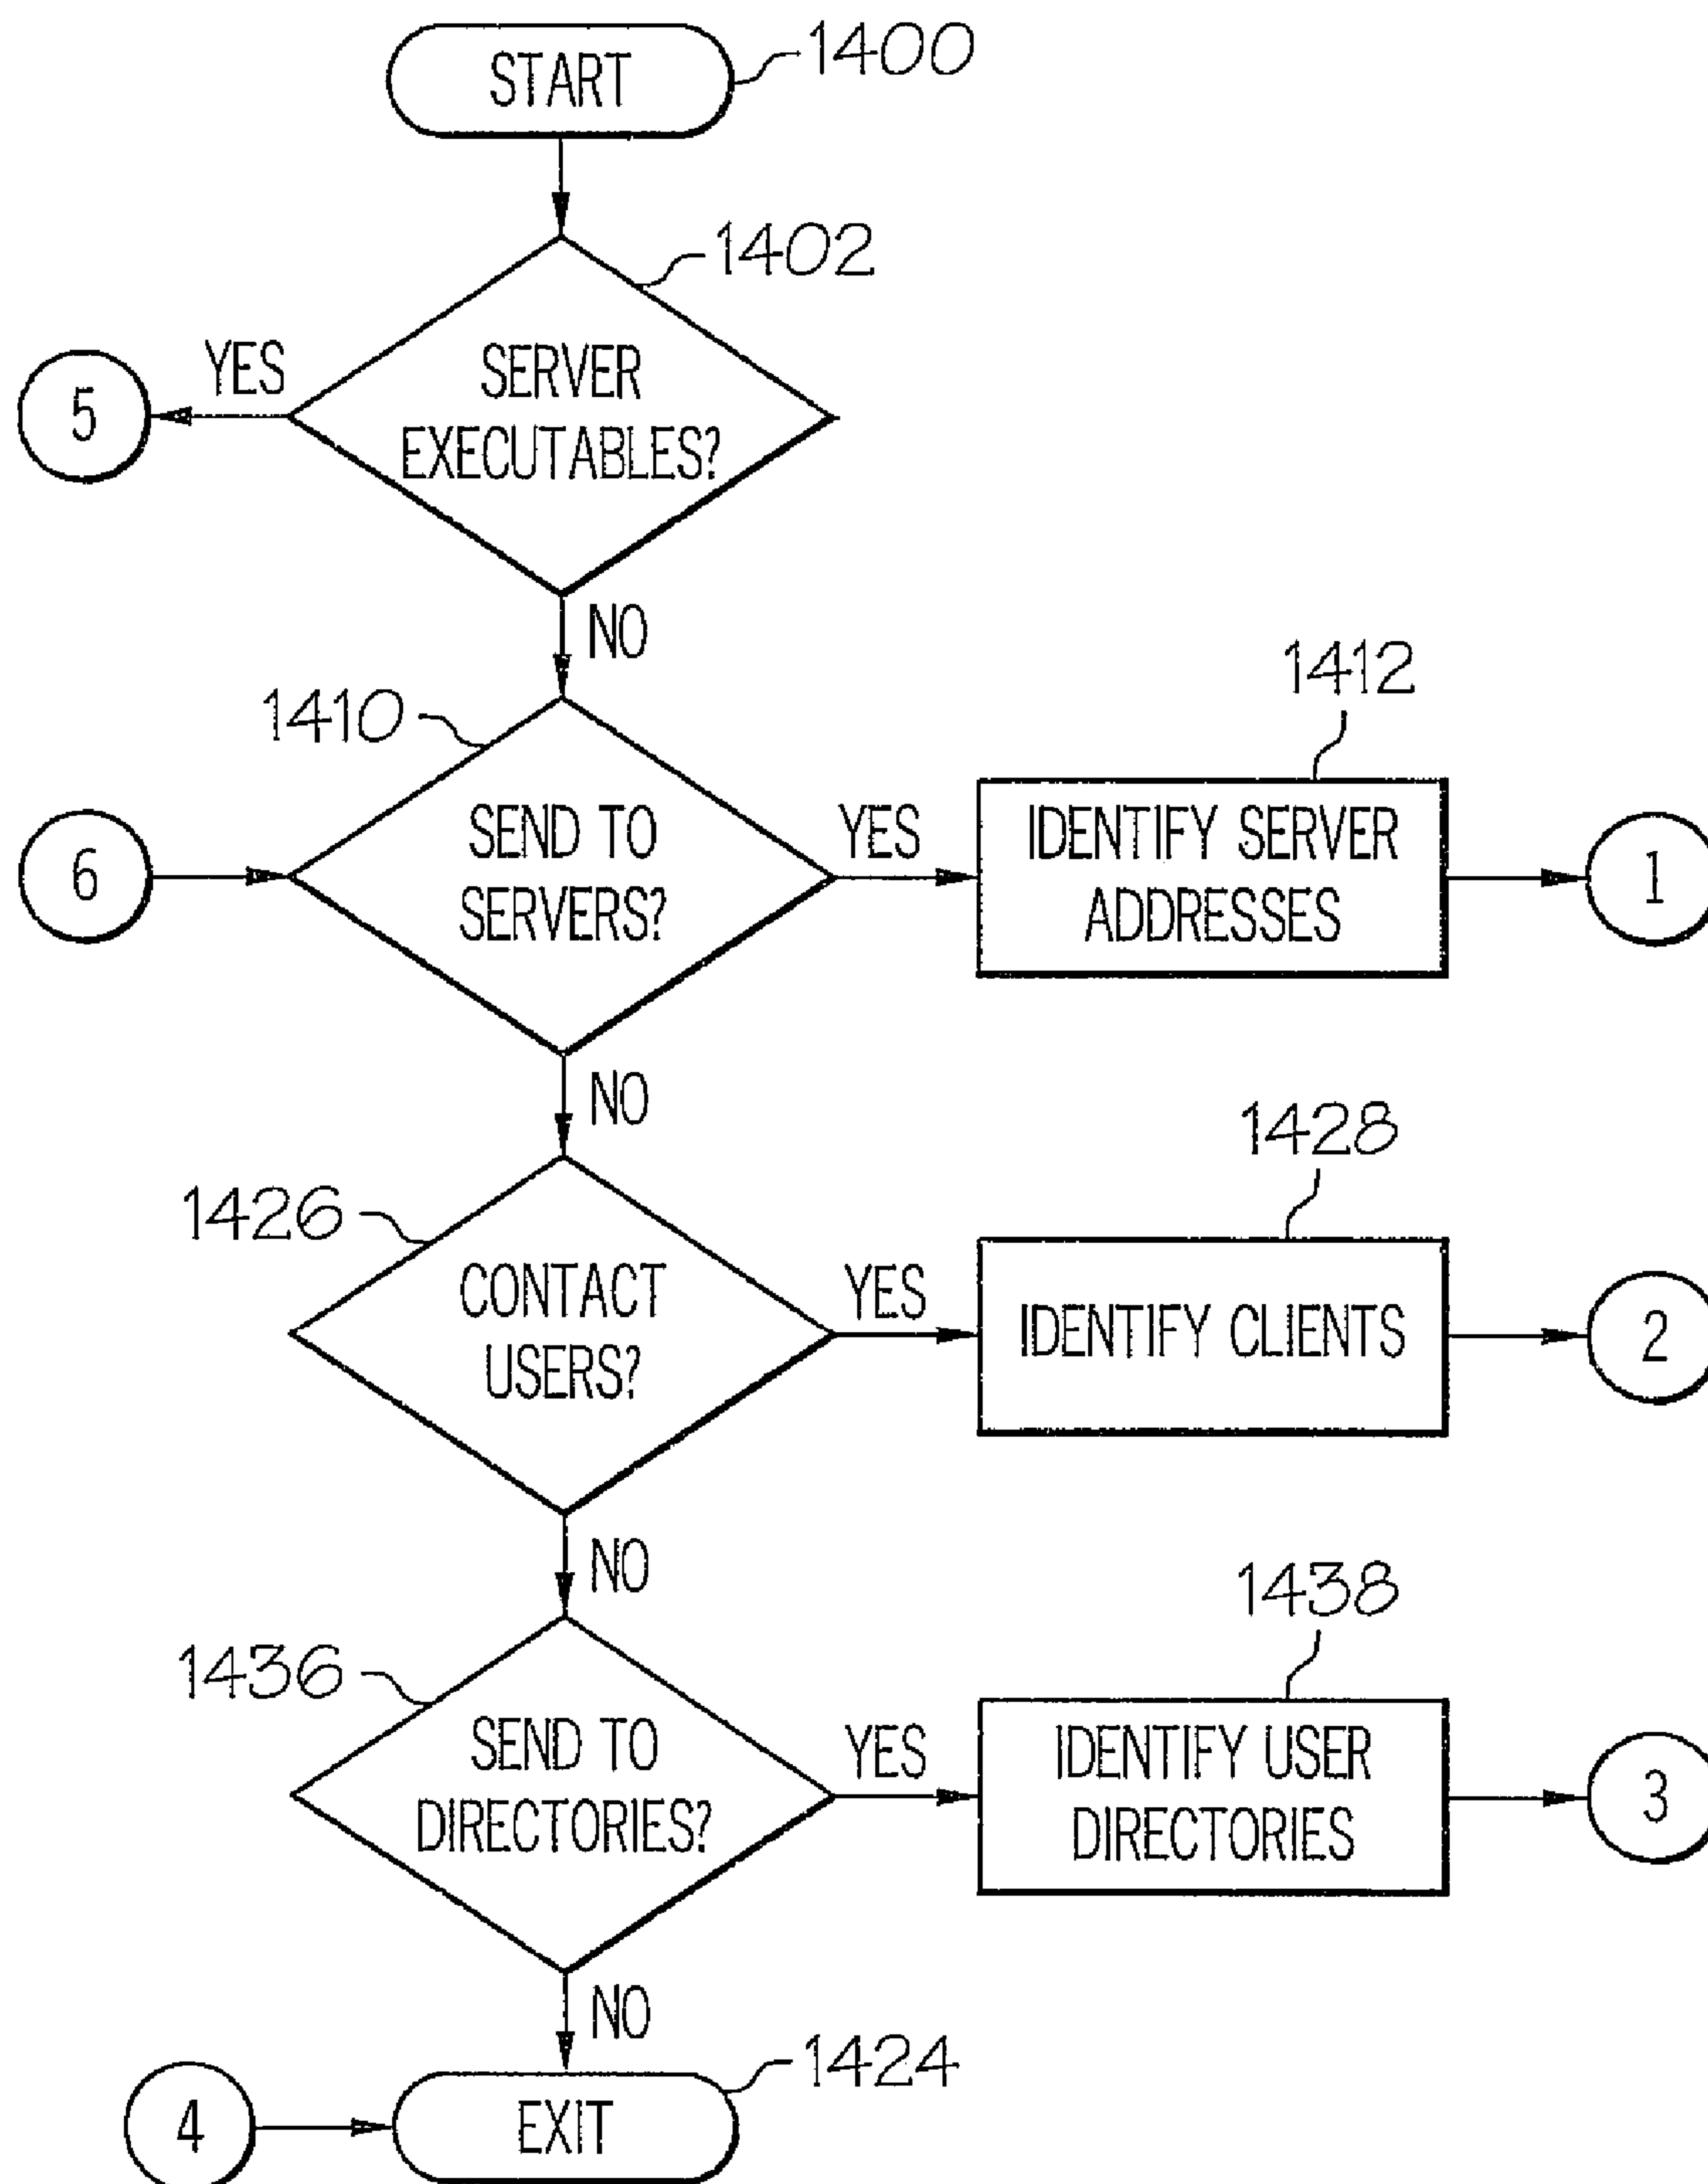 START
1400
1402
YES
SERVER
EXECUTABLES?
5
NO
1410
1412
6
SEND TO
SERVERS?
YES
IDENTIFY SERVER
ADDRESSES
1
NO
1426
1428
CONTACT
USERS?
YES
IDENTIFY CLIENTS
2
NO
1436
1438
SEND TO
DIRECTORIES?
YES
IDENTIFY USER
DIRECTORIES
3
NO
1424
4
EXIT